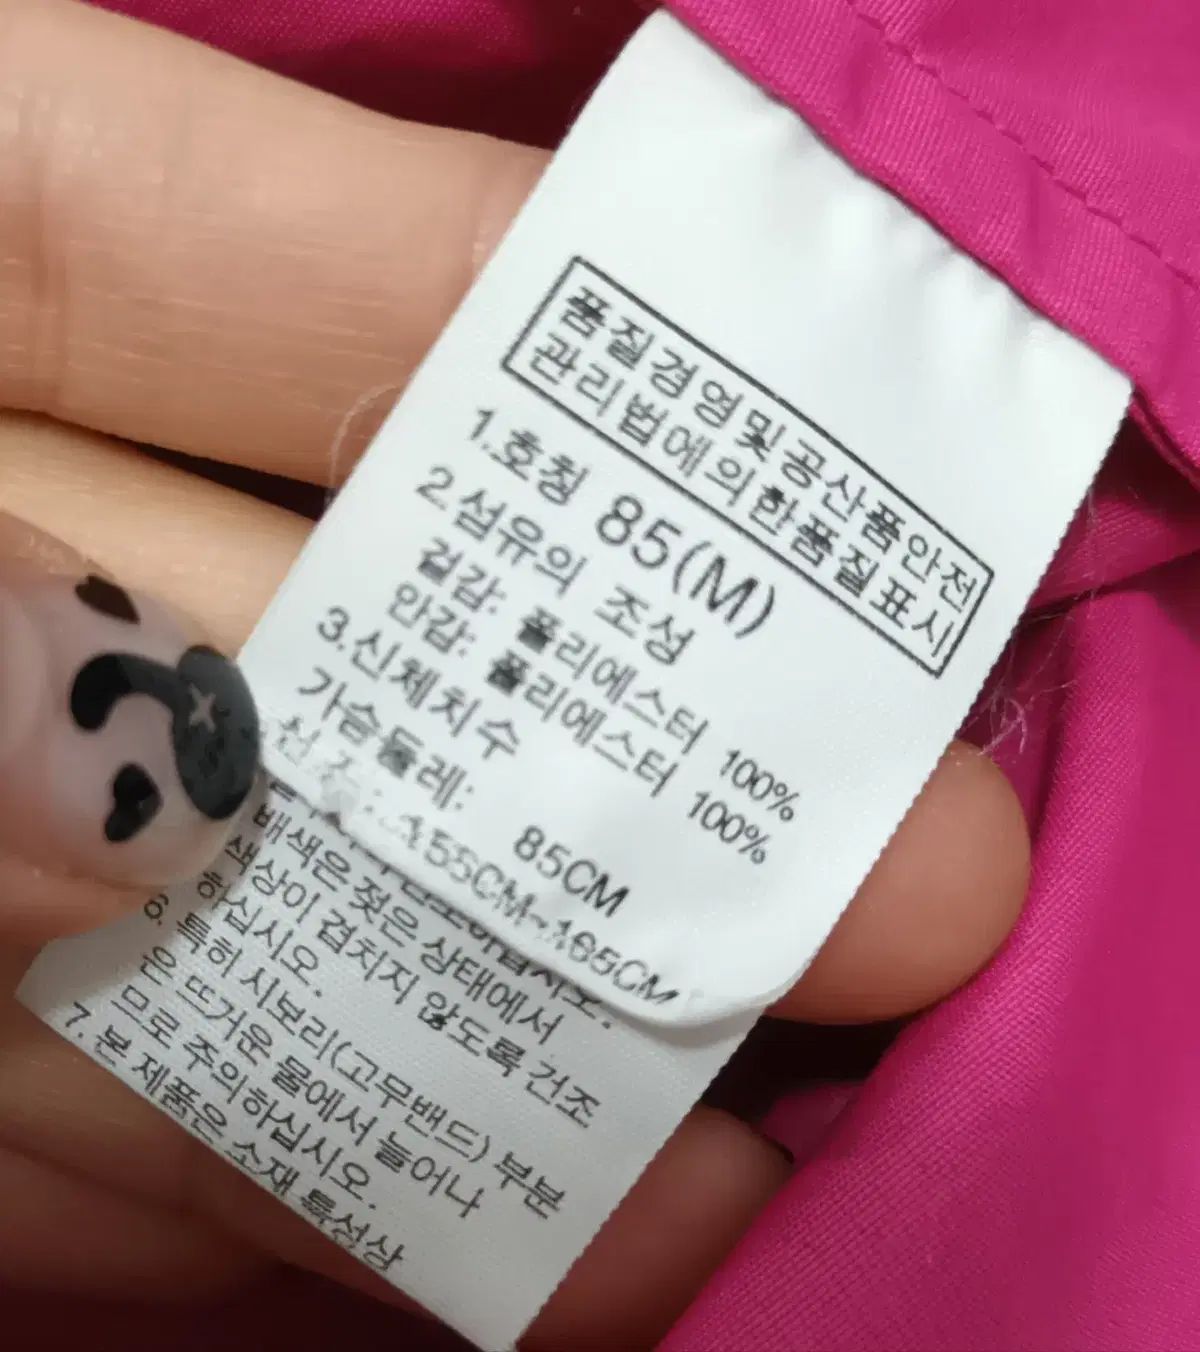 품질경영및공산품안전
관리법에의한품질표시
1.호칭 85(M)
2.섬유의 조성
겉감: 폴리에스터 100%
안감: 폴리에스터 100%
3.신체치수
가슴둘레: 85CM
신장: 155CM~165CM
배색은 젖은 상태에서
색상이 겹치지 않도록 건조
하십시오.
6. 특허 시보리(고무밴드) 부분
은 뜨거운 물에서 늘어나
므로 주의하십시오.
7. 본 제품은 소재 특성상